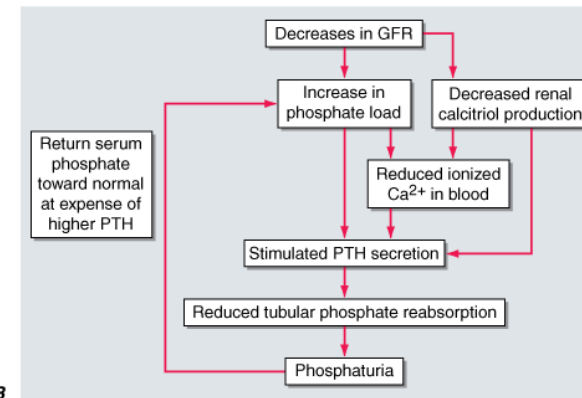 Decreases in GFR
Increase in
phosphate load
Decreased renal
calcitriol production
Return serum
phosphate
toward normal
at expense of
higher PTH
Reduced ionized
Ca2+ in blood
Stimulated PTH secretion
Reduced tubular phosphate reabsorption
Phosphaturia